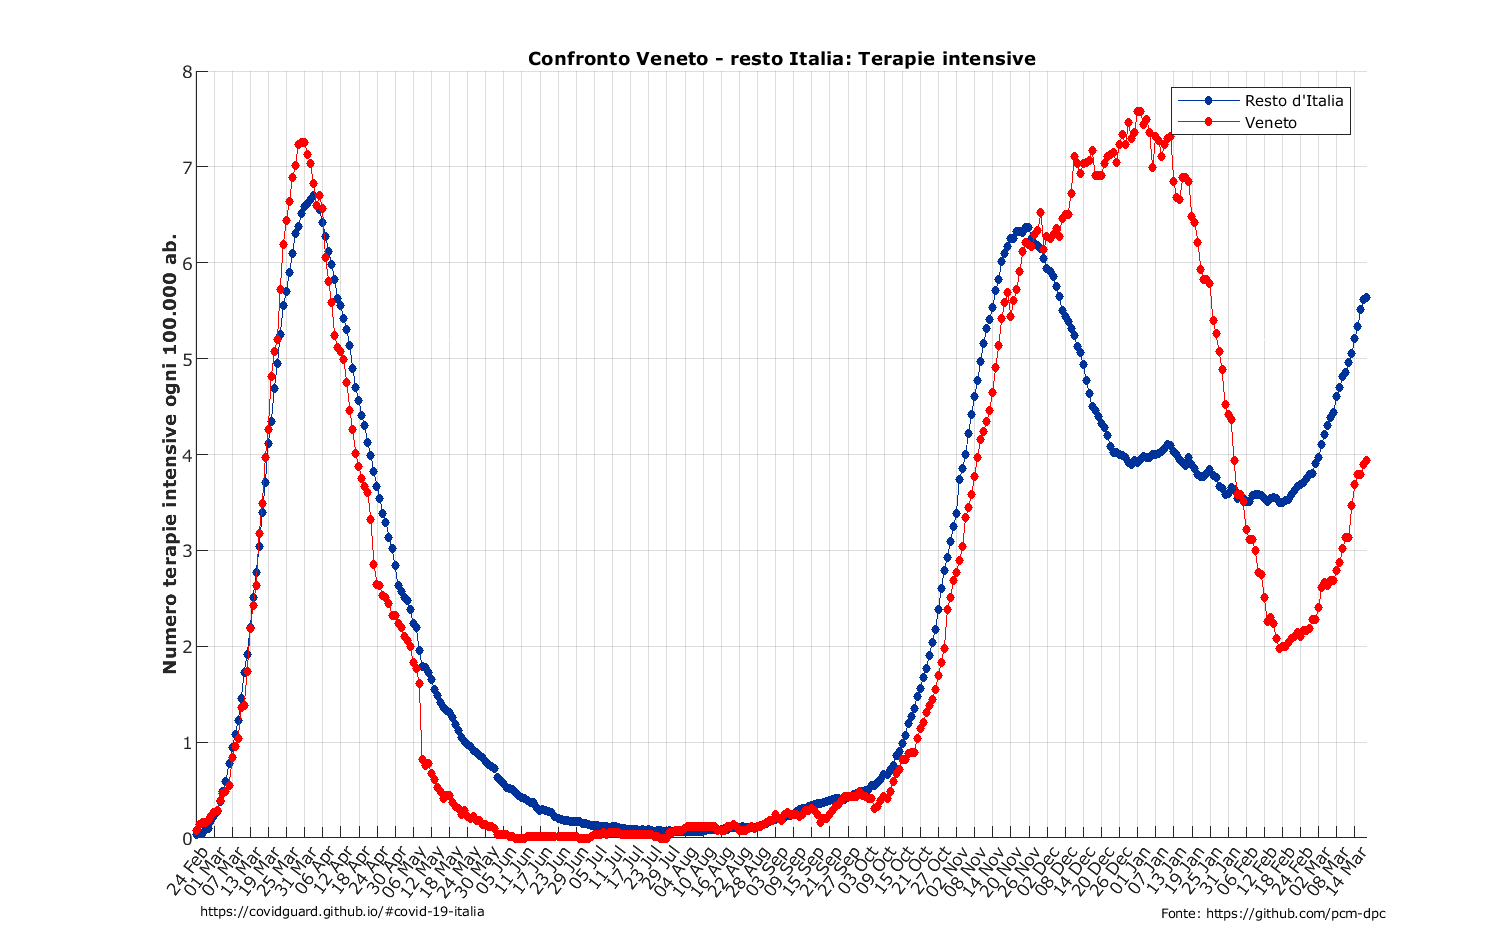 Confronto Veneto - resto Italia: Terapie intensive
Resto d'Italia
Veneto
Numero terapie intensive ogni 100.000 ab.
8
7
6
5
4
3
2
1
0
24 Feb
01 Mar
07 Mar
13 Mar
19 Mar
25 Mar
31 Mar
06 Apr
12 Apr
18 Apr
24 Apr
30 Apr
06 May
12 May
18 May
24 May
30 May
05 Jun
11 Jun
17 Jun
23 Jun
29 Jun
05 Jul
11 Jul
17 Jul
23 Jul
29 Jul
04 Aug
10 Aug
16 Aug
22 Aug
28 Aug
03 Sep
09 Sep
15 Sep
21 Sep
27 Sep
03 Oct
09 Oct
15 Oct
21 Oct
27 Oct
02 Nov
08 Nov
14 Nov
20 Nov
26 Nov
02 Dec
08 Dec
14 Dec
20 Dec
26 Dec
01 Jan
07 Jan
13 Jan
19 Jan
25 Jan
31 Jan
06 Feb
12 Feb
18 Feb
24 Feb
02 Mar
08 Mar
14 Mar
https://covidguard.github.io/#covid-19-italia
Fonte: https://github.com/pcm-dpc